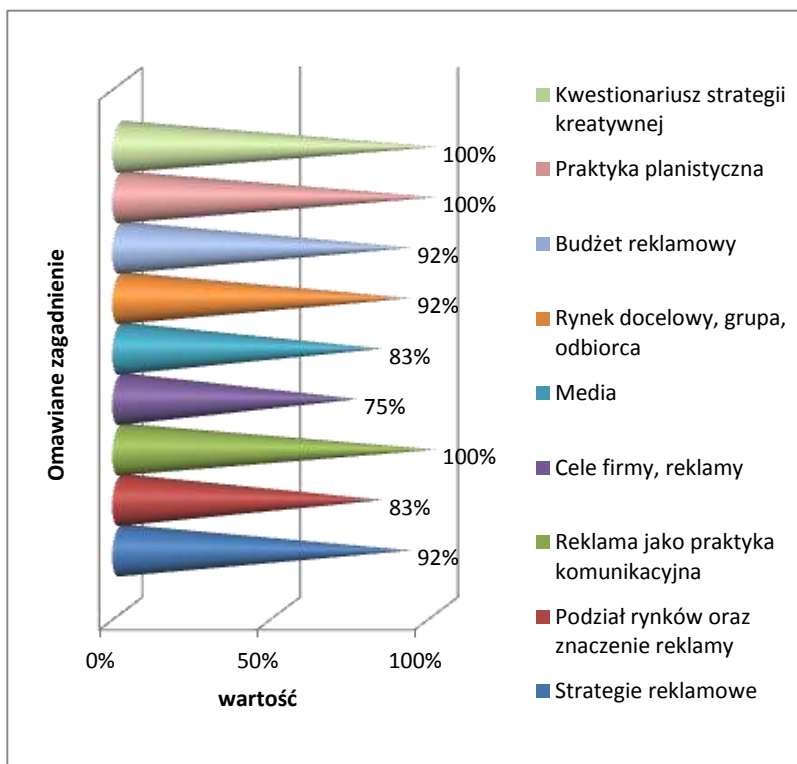 Omawiane zagadnienie
100%
100%
92%
92%
83%
75%
100%
83%
92%
0%
50%
100%
wartość
Kwestionariusz strategii
kreatywnej
Praktyka planistyczna
Budżet reklamowy
Rynek docelowy, grupa,
odbiorca
Media
Cele firmy, reklamy
Reklama jako praktyka
komunikacyjna
Podział rynków oraz
znaczenie reklamy
Strategie reklamowe